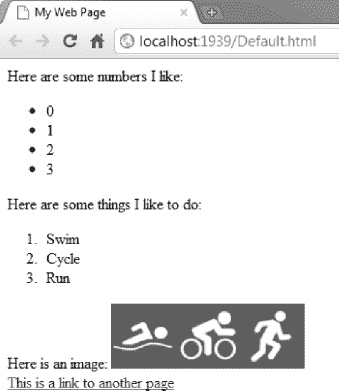 My Web Page
localhost:1939/Default.html
Here are some numbers I like:
• 0
• 1
• 2
• 3
Here are some things I like to do:
1. Swim
2. Cycle
3. Run
Here is an image:
This is a link to another page